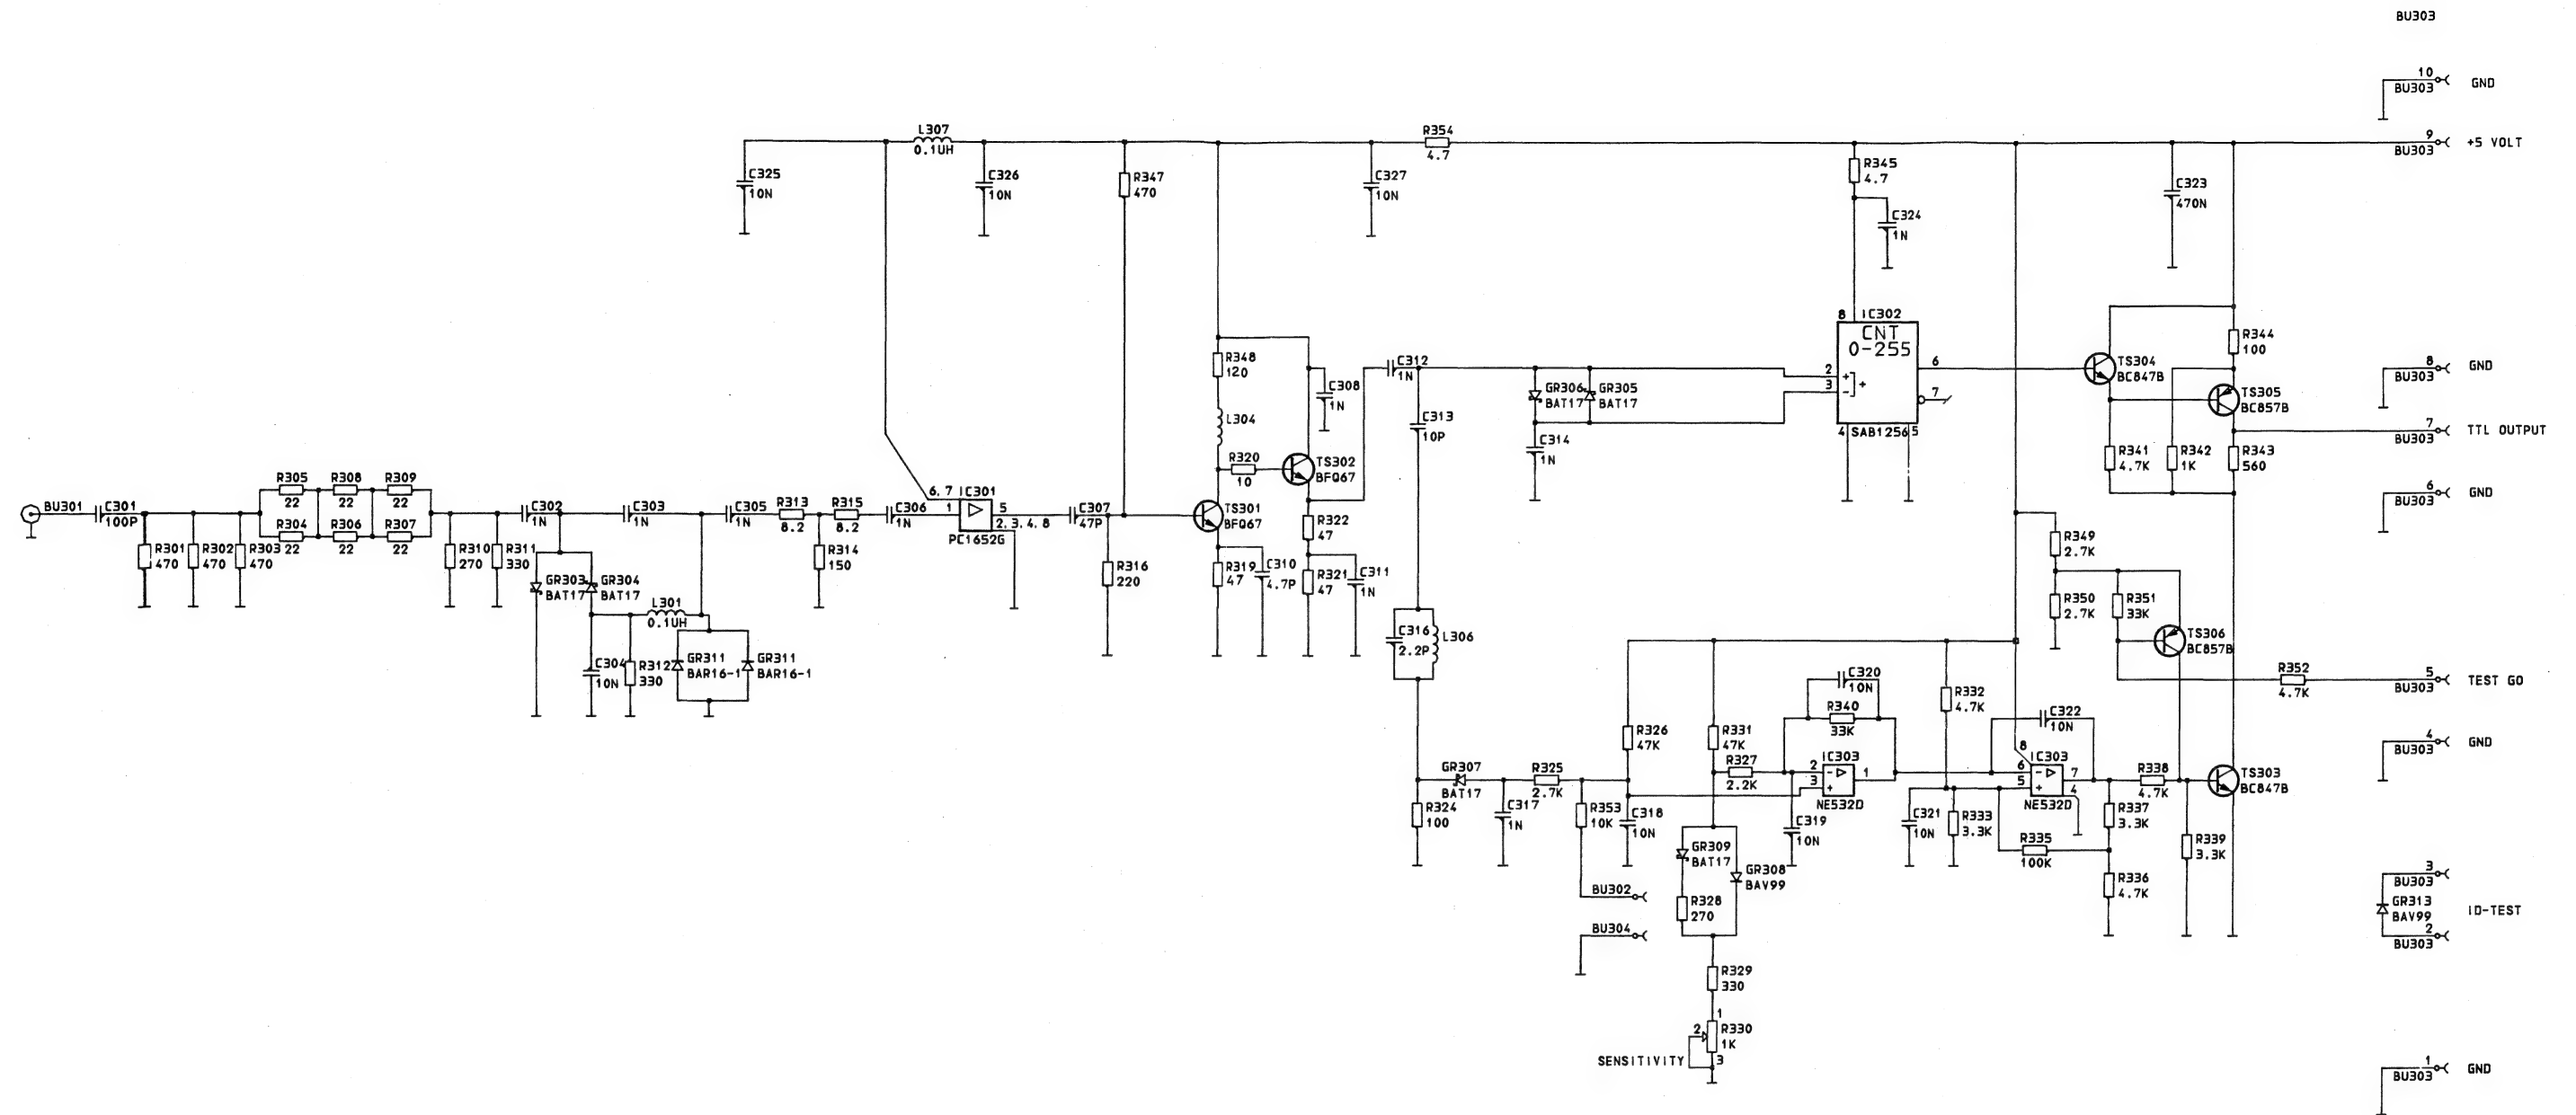 BU303
10
BU303
GND
L307
0.1UH
R354
4.7
9
BU303
+5 VOLT
C325
10N
C326
10N
R347
470
C327
10N
R345
4.7
C324
1N
C323
470N
8
IC302
CNT
0-255
2
+
3
-
+
6
7
4
SAB1256
5
R348
120
C308
1N
C312
1N
GR306
BAT17
GR305
BAT17
TS304
BC847B
R344
100
TS305
BC857B
8
BU303
GND
L304
C313
10P
C314
1N
R341
4.7K
R342
1K
R343
560
7
BU303
TTL OUTPUT
R320
10
TS302
BFQ67
R305
22
R308
22
R309
22
BU301
C301
100P
R304
22
R306
22
R307
22
C302
1N
C303
1N
C305
1N
R313
8.2
R315
8.2
C306
1N
6,7
IC301
1
5
2,3,4,8
PC1652G
C307
47P
TS301
BFQ67
R322
47
6
BU303
GND
R301
470
R302
470
R303
470
R310
270
R311
330
R314
150
R316
220
R319
47
C310
4.7P
R321
47
C311
1N
GR303
BAT17
GR304
BAT17
L301
0.1UH
C304
10N
R312
330
GR311
BAR16-1
GR311
BAR16-1
R349
2.7K
R350
2.7K
R351
33K
TS306
BC857B
C316
2.2P
L306
R352
4.7K
5
BU303
TEST GO
C320
10N
R340
33K
R332
4.7K
C322
10N
R326
47K
R331
47K
R327
2.2K
IC303
2
-
3
+
1
NE532D
8
IC303
6
-
5
+
7
4
NE532D
R338
4.7K
TS303
BC847B
4
BU303
GND
GR307
BAT17
R325
2.7K
R324
100
C317
1N
R353
10K
C318
10N
C319
10N
C321
10N
R333
3.3K
R335
100K
R337
3.3K
R336
4.7K
R339
3.3K
GR309
BAT17
GR308
BAV99
R328
270
BU302
BU304
3
BU303
GR313
BAV99
2
BU303
ID-TEST
R329
330
1
2
R330
1K
3
SENSITIVITY
1
BU303
GND